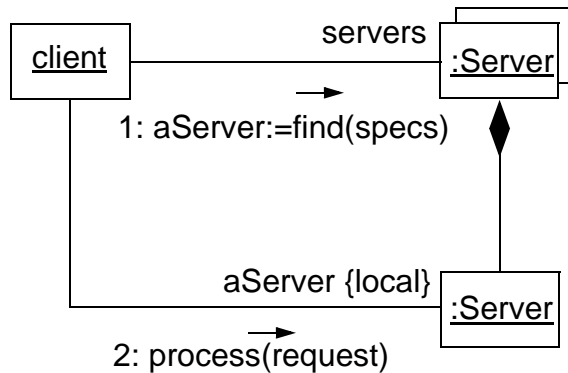 servers
client
:Server
1: aServer:=find(specs)
aServer {local}
:Server
2: process(request)